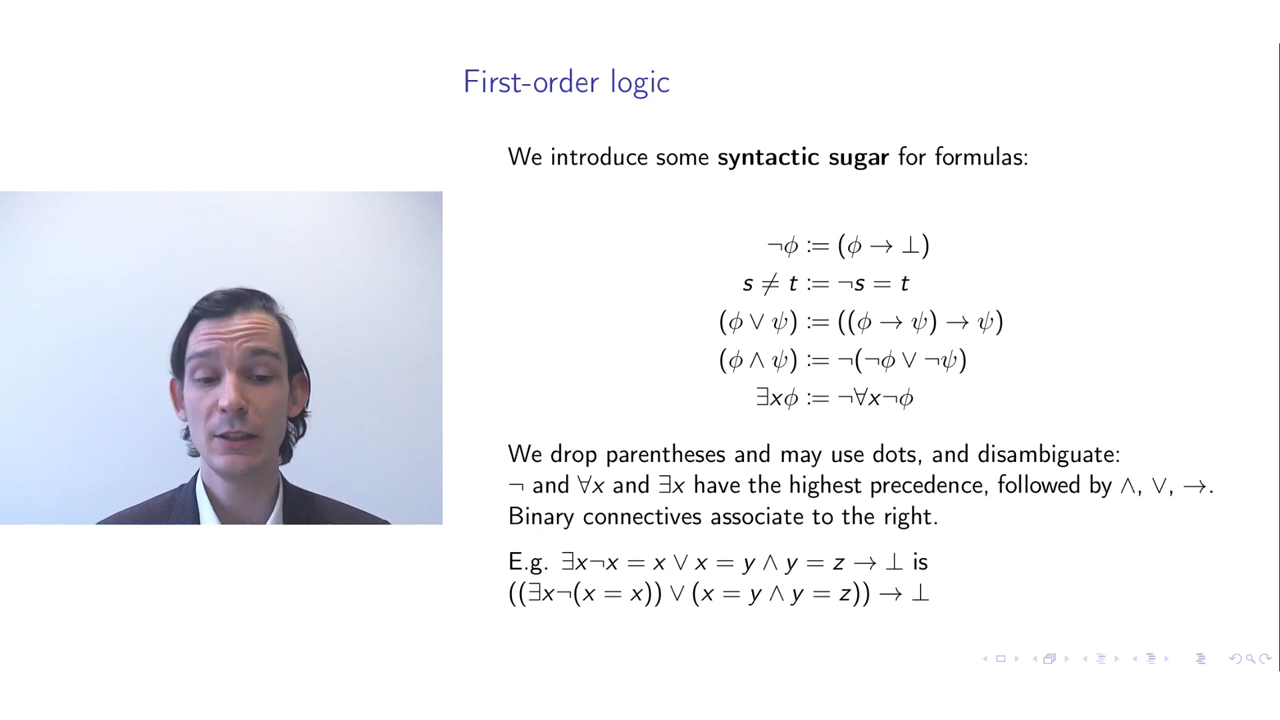 First-order logic
We introduce some syntactic sugar for formulas:
¬ϕ := (ϕ → ⊥)
s ≠ t := ¬s = t
(ϕ ∨ ψ) := ((ϕ → ψ) → ψ)
(ϕ ∧ ψ) := ¬(¬ϕ ∨ ¬ψ)
∃xϕ := ¬∀x¬ϕ
We drop parentheses and may use dots, and disambiguate:
¬ and ∀x and ∃x have the highest precedence, followed by ∧, ∨, →.
Binary connectives associate to the right.
E.g. ∃x¬x = x ∨ x = y ∧ y = z → ⊥ is
((∃x¬(x = x)) ∨ (x = y ∧ y = z)) → ⊥